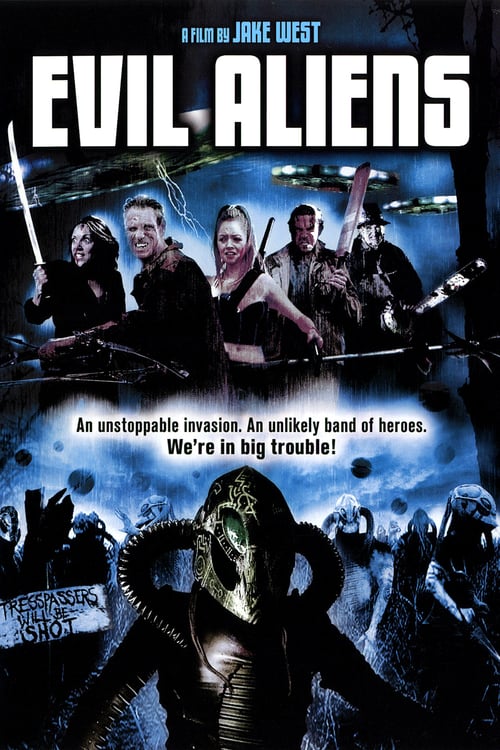 A FILM BY JAKE WEST
EVIL ALIENS
An unstoppable invasion. An unlikely band of heroes.
We're in big trouble!
TRESSPASSERS
WILL BE
SHOT